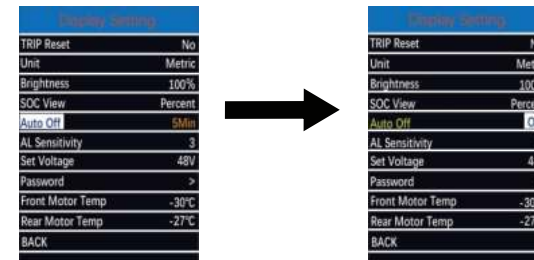 Display Setting
TRIP Reset No
Unit Metric
Brightness 100%
SOC View Percent
Auto Off 5Min
AL Sensitivity 3
Set Voltage 48V
Password >
Front Motor Temp -30°C
Rear Motor Temp -27°C
BACK
Display Setting
TRIP Reset N
Unit Met
Brightness 100
SOC View Perce
Auto Off O
AL Sensitivity
Set Voltage 4
Password
Front Motor Temp -30
Rear Motor Temp -27
BACK